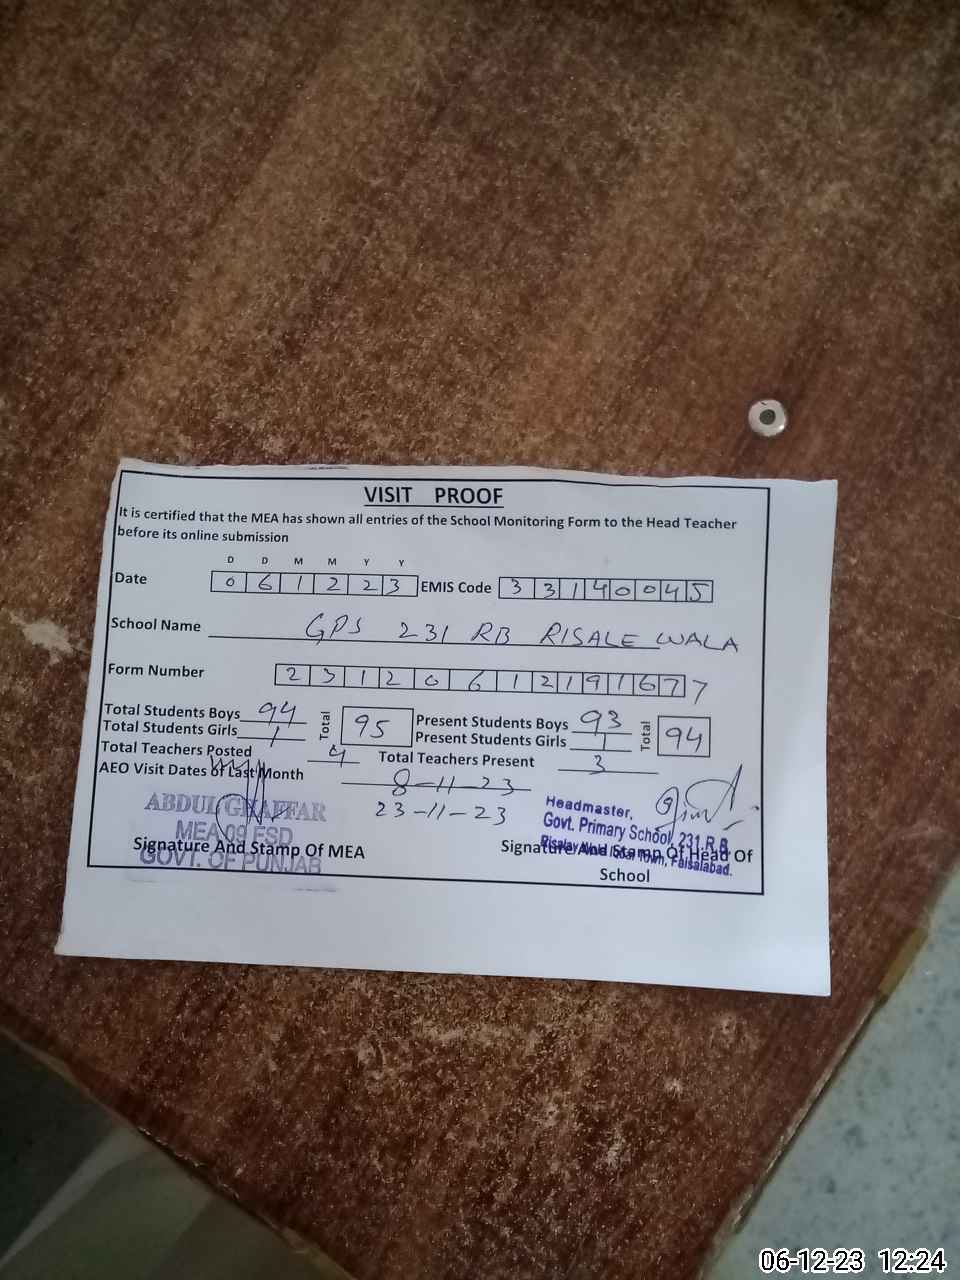 VISIT PROOF
It is certified that the MEA has shown all entries of the School Monitoring Form to the Head Teacher
before its online submission
D D M M Y Y
Date 0 6 1 2 2 3 EMIS Code 3 3 1 4 0 0 4 5
School Name GPS 231 RB RISALE WALA
Form Number 2 3 1 2 0 6 1 2 1 9 1 6 7 7
Total Students Boys 94 Total 95 Present Students Boys 93 Total 94
Total Students Girls 1 Present Students Girls 1
Total Teachers Posted 4 Total Teachers Present 3
AEO Visit Dates of Last Month 8-11-23
23-11-23
ABDUL GHAFFAR
MEA 09 FSD
GOVT. OF PUNJAB
Signature And Stamp Of MEA
Headmaster,
Govt. Primary School, 231 R.B.
Town, Faisalabad.
Signature And Stamp Of Head Of
School
06-12-23 12:24